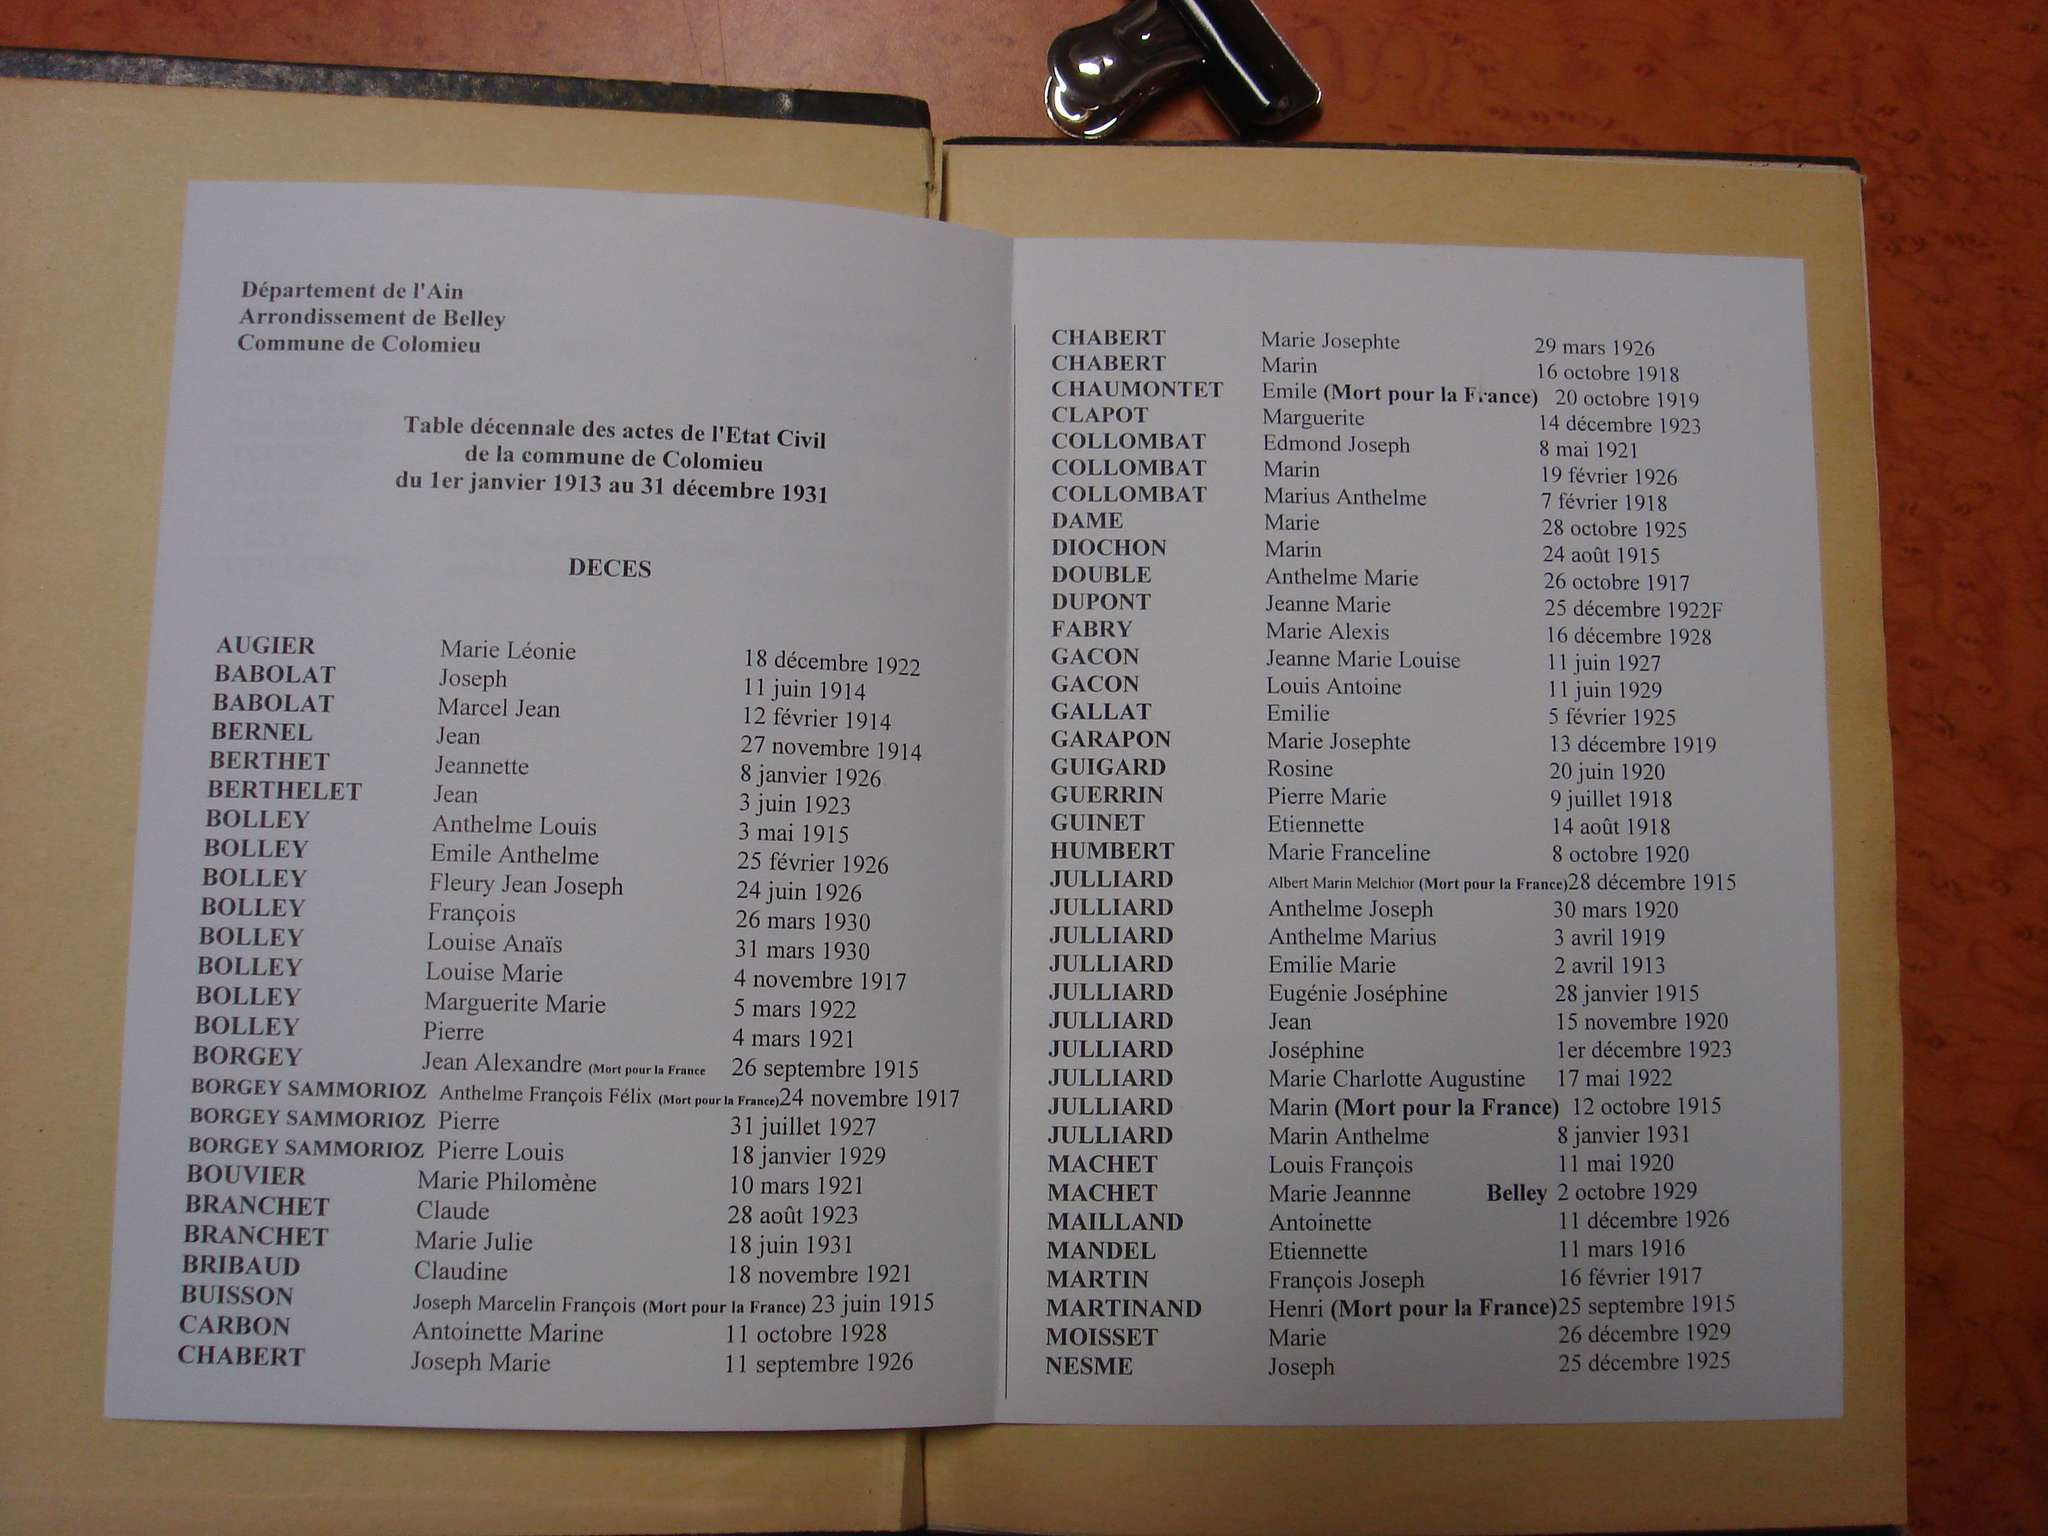 Département de l'Ain
Arrondissement de Belley
Commune de Colomieu
Table décennale des actes de l'Etat Civil
de la commune de Colomieu
du 1er janvier 1913 au 31 décembre 1931
DECES
AUGIER Marie Léonie 18 décembre 1922
BABOLAT Joseph 11 juin 1914
BABOLAT Marcel Jean 12 février 1914
BERNEL Jean 27 novembre 1914
BERTHET Jeannette 8 janvier 1926
BERTHELET Jean 3 juin 1923
BOLLEY Anthelme Louis 3 mai 1915
BOLLEY Emile Anthelme 25 février 1926
BOLLEY Fleury Jean Joseph 24 juin 1926
BOLLEY François 26 mars 1930
BOLLEY Louise Anaïs 31 mars 1930
BOLLEY Louise Marie 4 novembre 1917
BOLLEY Marguerite Marie 5 mars 1922
BOLLEY Pierre 4 mars 1921
BORGEY Jean Alexandre (Mort pour la France 26 septembre 1915
BORGEY SAMMORIOZ Anthelme François Félix (Mort pour la France)24 novembre 1917
BORGEY SAMMORIOZ Pierre 31 juillet 1927
BORGEY SAMMORIOZ Pierre Louis 18 janvier 1929
BOUVIER Marie Philomène 10 mars 1921
BRANCHET Claude 28 août 1923
BRANCHET Marie Julie 18 juin 1931
BRIBAUD Claudine 18 novembre 1921
BUISSON Joseph Marcelin François (Mort pour la France) 23 juin 1915
CARBON Antoinette Marine 11 octobre 1928
CHABERT Joseph Marie 11 septembre 1926
CHABERT Marie Josephte 29 mars 1926
CHABERT Marin 16 octobre 1918
CHAUMONTET Emile (Mort pour la France) 20 octobre 1919
CLAPOT Marguerite 14 décembre 1923
COLLOMBAT Edmond Joseph 8 mai 1921
COLLOMBAT Marin 19 février 1926
COLLOMBAT Marius Anthelme 7 février 1918
DAME Marie 28 octobre 1925
DIOCHON Marin 24 août 1915
DOUBLE Anthelme Marie 26 octobre 1917
DUPONT Jeanne Marie 25 décembre 1922F
FABRY Marie Alexis 16 décembre 1928
GACON Jeanne Marie Louise 11 juin 1927
GACON Louis Antoine 11 juin 1929
GALLAT Emilie 5 février 1925
GARAPON Marie Josephte 13 décembre 1919
GUIGARD Rosine 20 juin 1920
GUERRIN Pierre Marie 9 juillet 1918
GUINET Etiennette 14 août 1918
HUMBERT Marie Franceline 8 octobre 1920
JULLIARD Albert Marin Melchior (Mort pour la France)28 décembre 1915
JULLIARD Anthelme Joseph 30 mars 1920
JULLIARD Anthelme Marius 3 avril 1919
JULLIARD Emilie Marie 2 avril 1913
JULLIARD Eugénie Joséphine 28 janvier 1915
JULLIARD Jean 15 novembre 1920
JULLIARD Joséphine 1er décembre 1923
JULLIARD Marie Charlotte Augustine 17 mai 1922
JULLIARD Marin (Mort pour la France) 12 octobre 1915
JULLIARD Marin Anthelme 8 janvier 1931
MACHET Louis François 11 mai 1920
MACHET Marie Jeannne Belley 2 octobre 1929
MAILLAND Antoinette 11 décembre 1926
MANDEL Etiennette 11 mars 1916
MARTIN François Joseph 16 février 1917
MARTINAND Henri (Mort pour la France)25 septembre 1915
MOISSET Marie 26 décembre 1929
NESME Joseph 25 décembre 1925